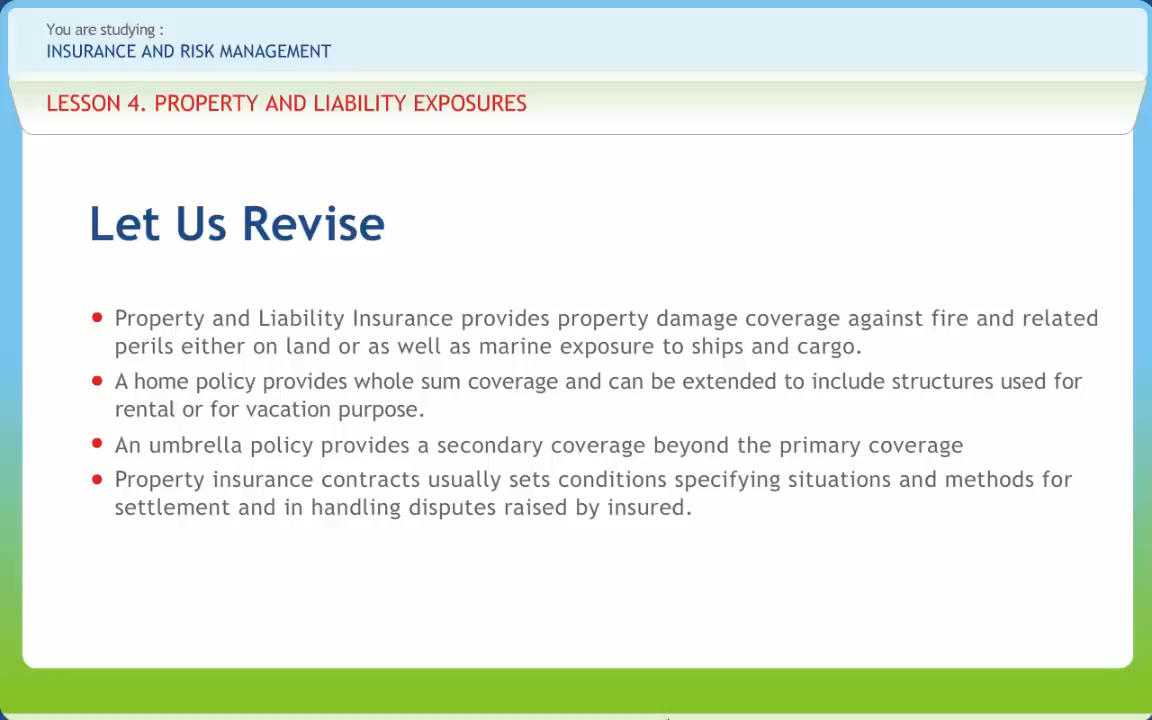 You are studying :
INSURANCE AND RISK MANAGEMENT
LESSON 4. PROPERTY AND LIABILITY EXPOSURES
Let Us Revise
• Property and Liability Insurance provides property damage coverage against fire and related
perils either on land or as well as marine exposure to ships and cargo.
• A home policy provides whole sum coverage and can be extended to include structures used for
rental or for vacation purpose.
• An umbrella policy provides a secondary coverage beyond the primary coverage
• Property insurance contracts usually sets conditions specifying situations and methods for
settlement and in handling disputes raised by insured.